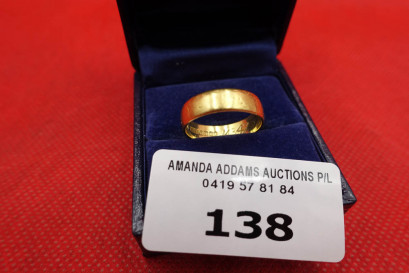 AMANDA ADDAMS AUCTIONS P/L
0419 57 81 84
138